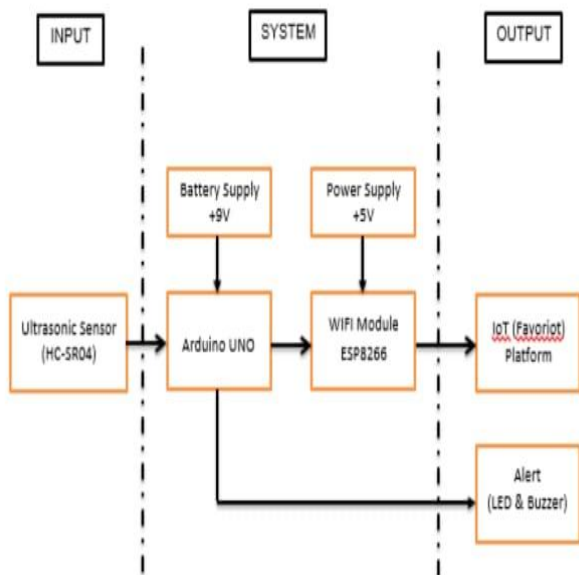 INPUT
SYSTEM
OUTPUT
Battery Supply
+9V
Power Supply
+5V
Ultrasonic Sensor
(HC-SR04)
Arduino UNO
WIFI Module
ESP8266
IoT (Favoriot)
Platform
Alert
(LED & Buzzer)